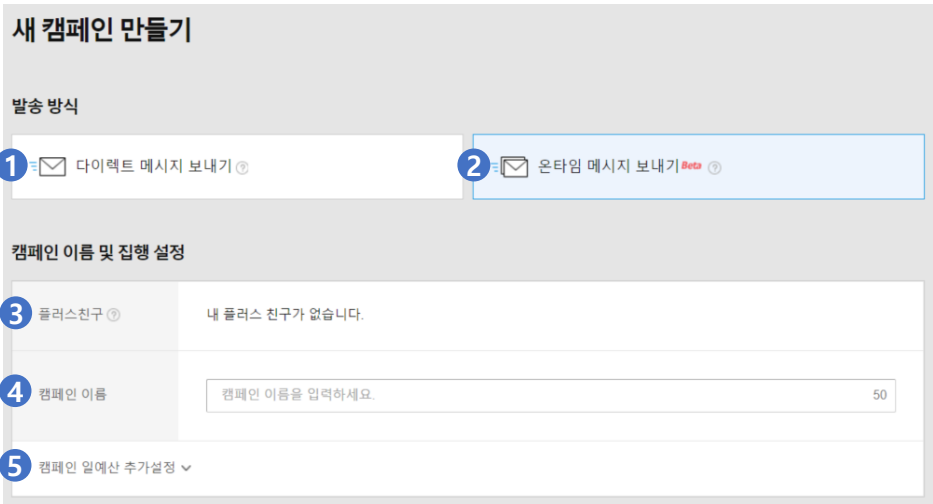 새 캠페인 만들기
발송 방식
1 다이렉트 메시지 보내기 ?
2 온타임 메시지 보내기 Beta ?
캠페인 이름 및 집행 설정
3 플러스친구 ? 내 플러스 친구가 없습니다.
4 캠페인 이름 캠페인 이름을 입력하세요. 50
5 캠페인 일예산 추가설정